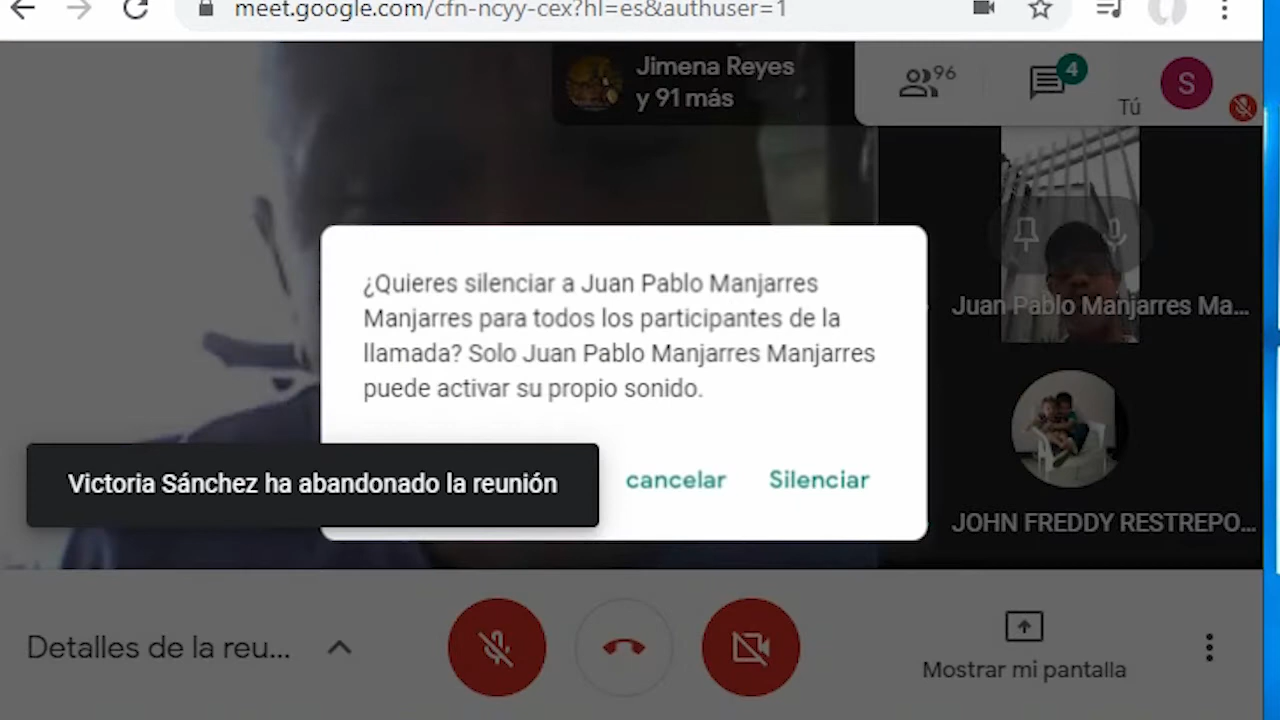 meet.google.com/cfn-ncyy-cex?hl=es&authuser=1
Jimena Reyes
y 91 más
96
4
Tú
S
¿Quieres silenciar a Juan Pablo Manjarres
Manjarres para todos los participantes de la
llamada? Solo Juan Pablo Manjarres Manjarres
puede activar su propio sonido.
cancelar
Silenciar
Victoria Sánchez ha abandonado la reunión
Juan Pablo Manjarres Ma...
JOHN FREDDY RESTREPO...
Detalles de la reu...
Mostrar mi pantalla